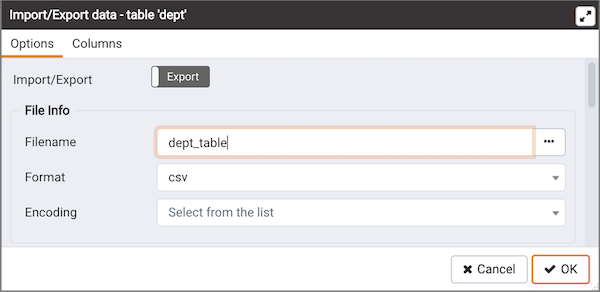 Import/Export data - table 'dept'
Options Columns
Import/Export Export
File Info
Filename dept_table •••
Format csv
Encoding Select from the list
Cancel OK